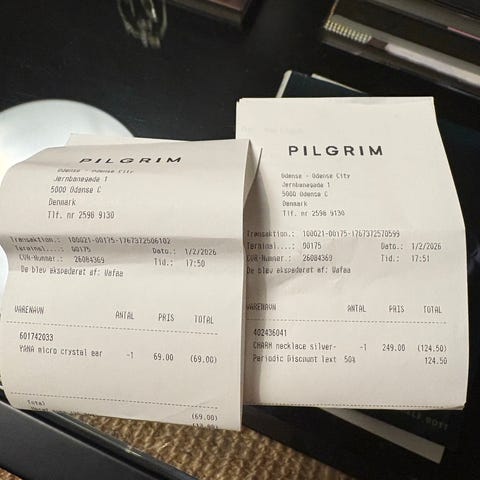 PILGRIM
Odense - Odense City
Jernbanegade 1
5000 Odense C
Denmark
Tlf. nr 2598 9130
Transaktion.: 100021-00175-1767372506102
Terminal....: 00175 Dato.: 1/2/2026
CVR-Nummer.: 26084369 Tid.: 17:50
De blev ekspederet af: Wafaa
VARENAVN ANTAL PRIS TOTAL
601742033
YANA micro crystal ear -1 69.00 (69.00)
Total (69.00)
PILGRIM
Odense - Odense City
Jernbanegade 1
5000 Odense C
Denmark
Tlf. nr 2598 9130
Transaktion.: 100021-00175-1767372570599
Terminal....: 00175 Dato.: 1/2/2026
CVR-Nummer.: 26084369 Tid.: 17:51
De blev ekspederet af: Wafaa
VARENAVN ANTAL PRIS TOTAL
402436041
CHARM necklace silver- -1 249.00 (124.50)
Periodic Discount text 50% 124.50